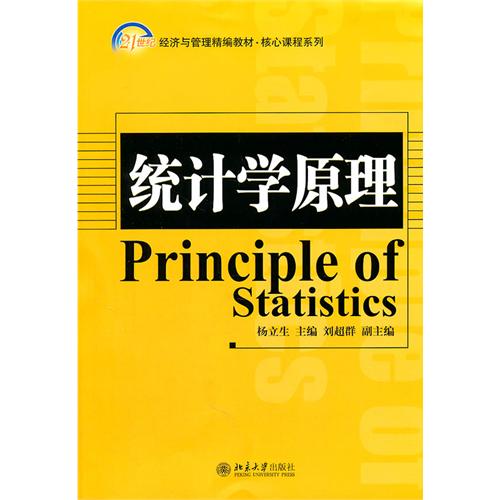 21世纪 经济与管理精编教材·核心课程系列
统计学原理
Principle of
Statistics
杨立生 主编 刘超群 副主编
北京大学出版社
PEKING UNIVERSITY PRESS